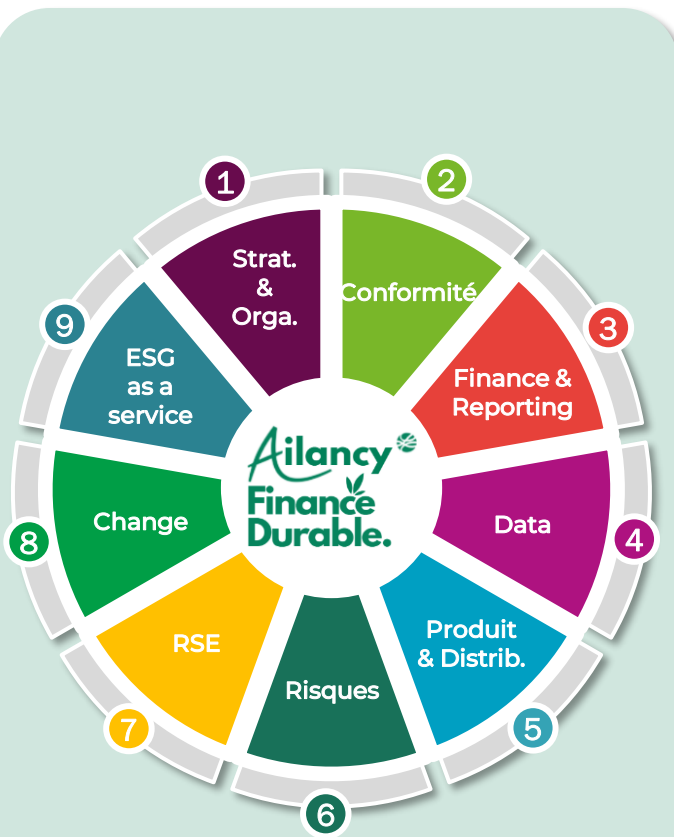 1
Strat.
&
Orga.
2
Conformité
3
Finance &
Reporting
4
Data
5
Produit
& Distrib.
6
Risques
7
RSE
8
Change
9
ESG
as a
service
Ailancy
Finance
Durable.